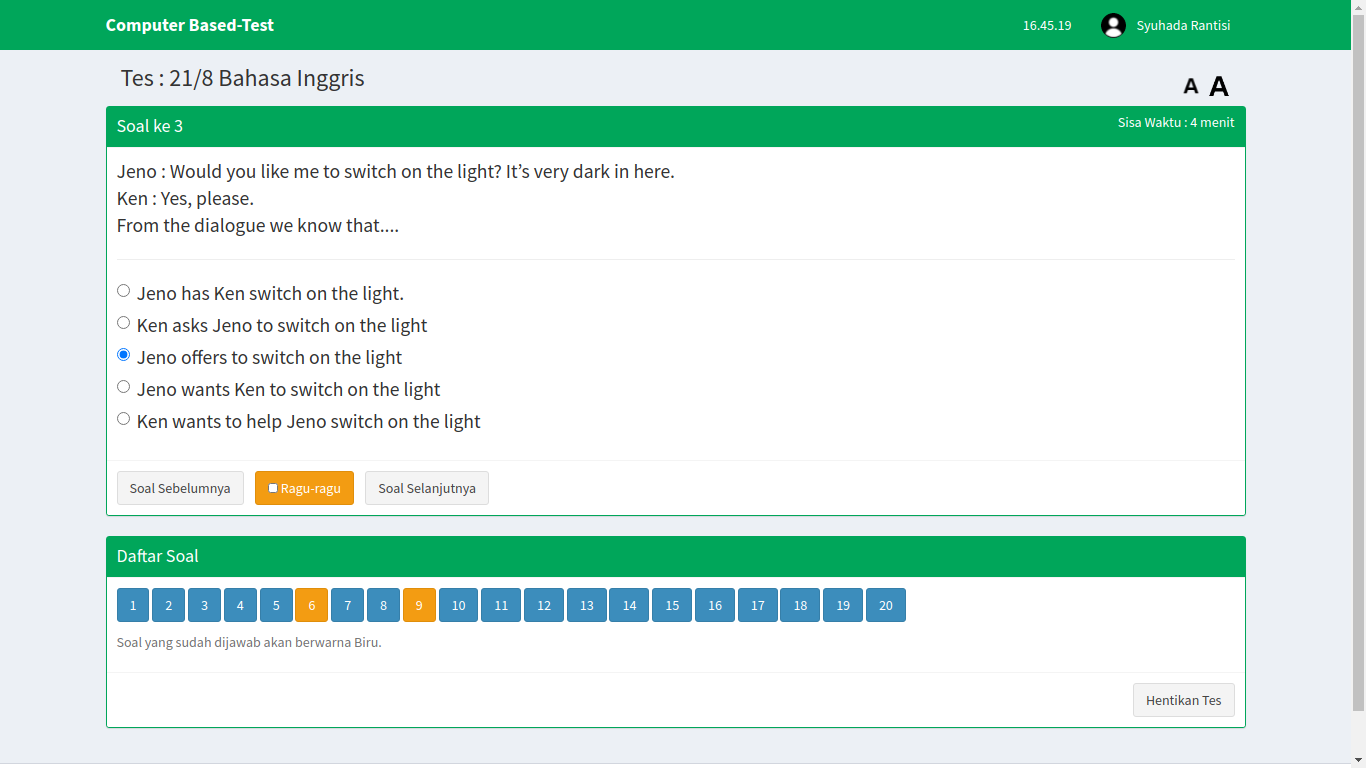 Computer Based-Test
16.45.19
Syuhada Rantisi
Tes : 21/8 Bahasa Inggris
A A
Soal ke 3
Sisa Waktu : 4 menit
Jeno : Would you like me to switch on the light? It’s very dark in here.
Ken : Yes, please.
From the dialogue we know that....
Jeno has Ken switch on the light.
Ken asks Jeno to switch on the light
Jeno offers to switch on the light
Jeno wants Ken to switch on the light
Ken wants to help Jeno switch on the light
Soal Sebelumnya
Ragu-ragu
Soal Selanjutnya
Daftar Soal
1 2 3 4 5 6 7 8 9 10 11 12 13 14 15 16 17 18 19 20
Soal yang sudah dijawab akan berwarna Biru.
Hentikan Tes